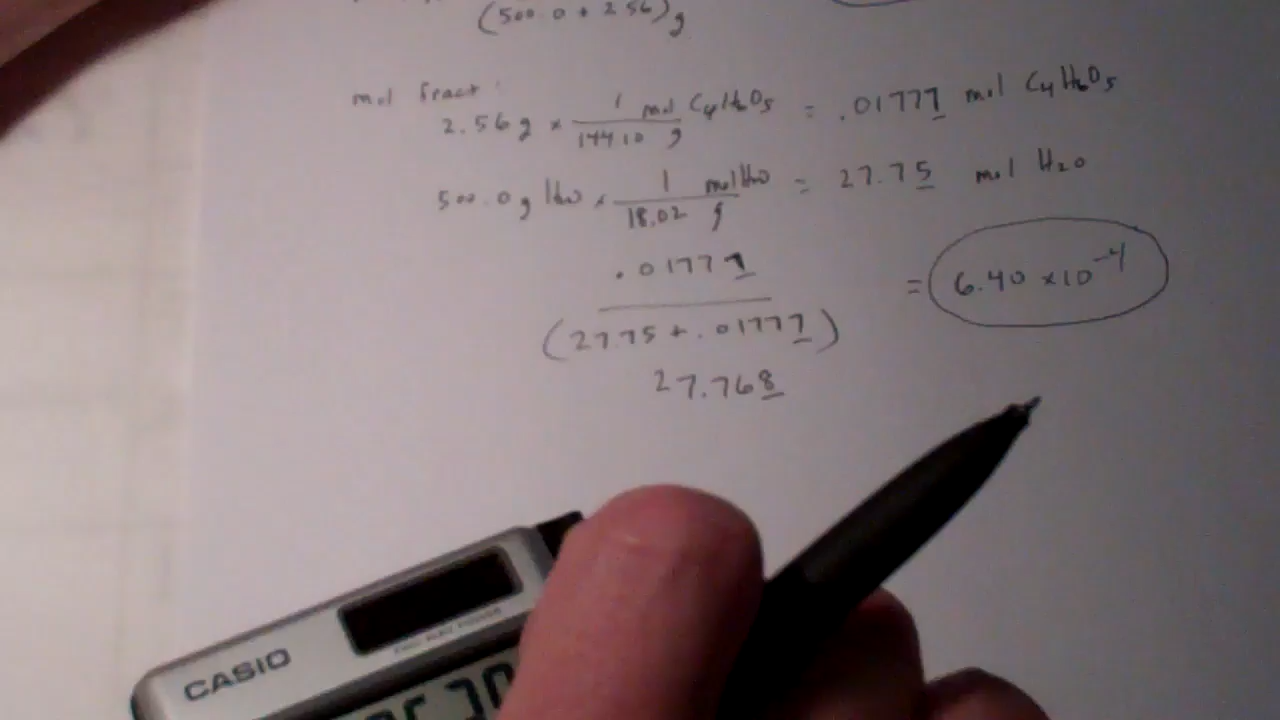 (500.0 + 2.56) g
mol fract:
2.56 g × 1 mol C4H6O5 / 144.10 g = .01777 mol C4H6O5
500.0 g H2O × 1 mol H2O / 18.02 g = 27.75 mol H2O
.01777
(27.75 + .01777)
= 6.40 × 10⁻⁴
27.768
CASIO